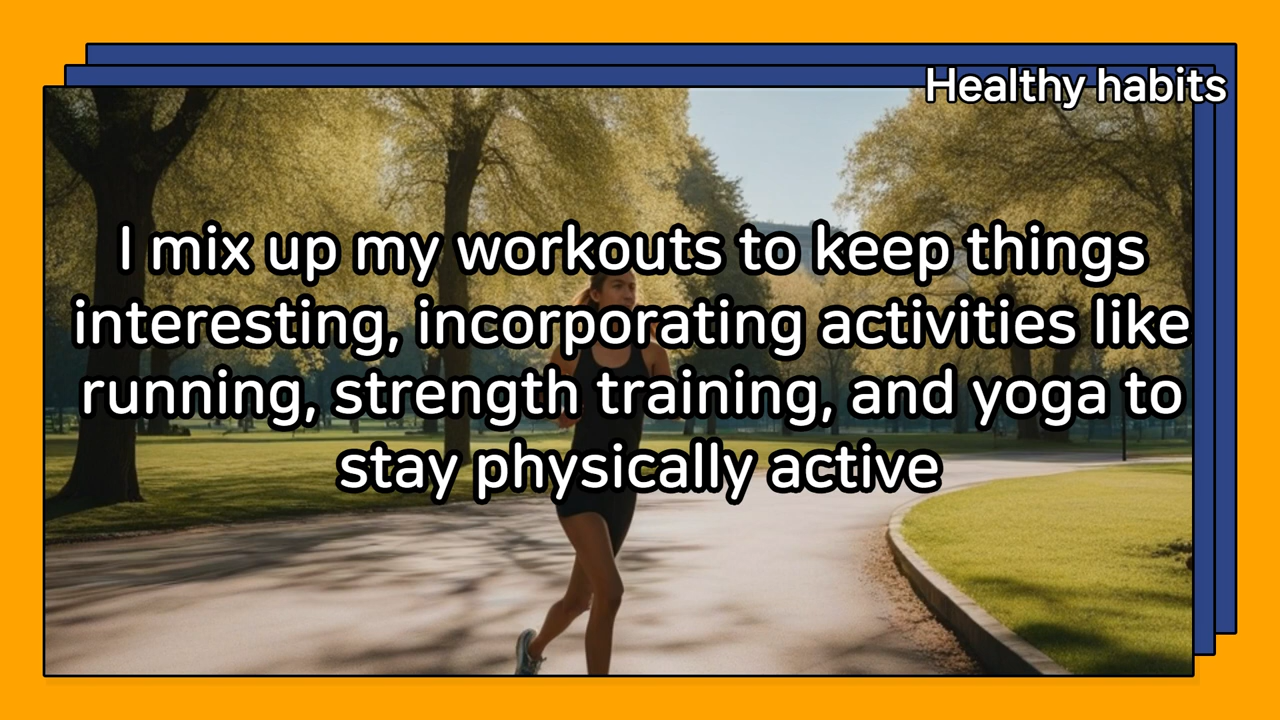 Healthy habits
I mix up my workouts to keep things
interesting, incorporating activities like
running, strength training, and yoga to
stay physically active